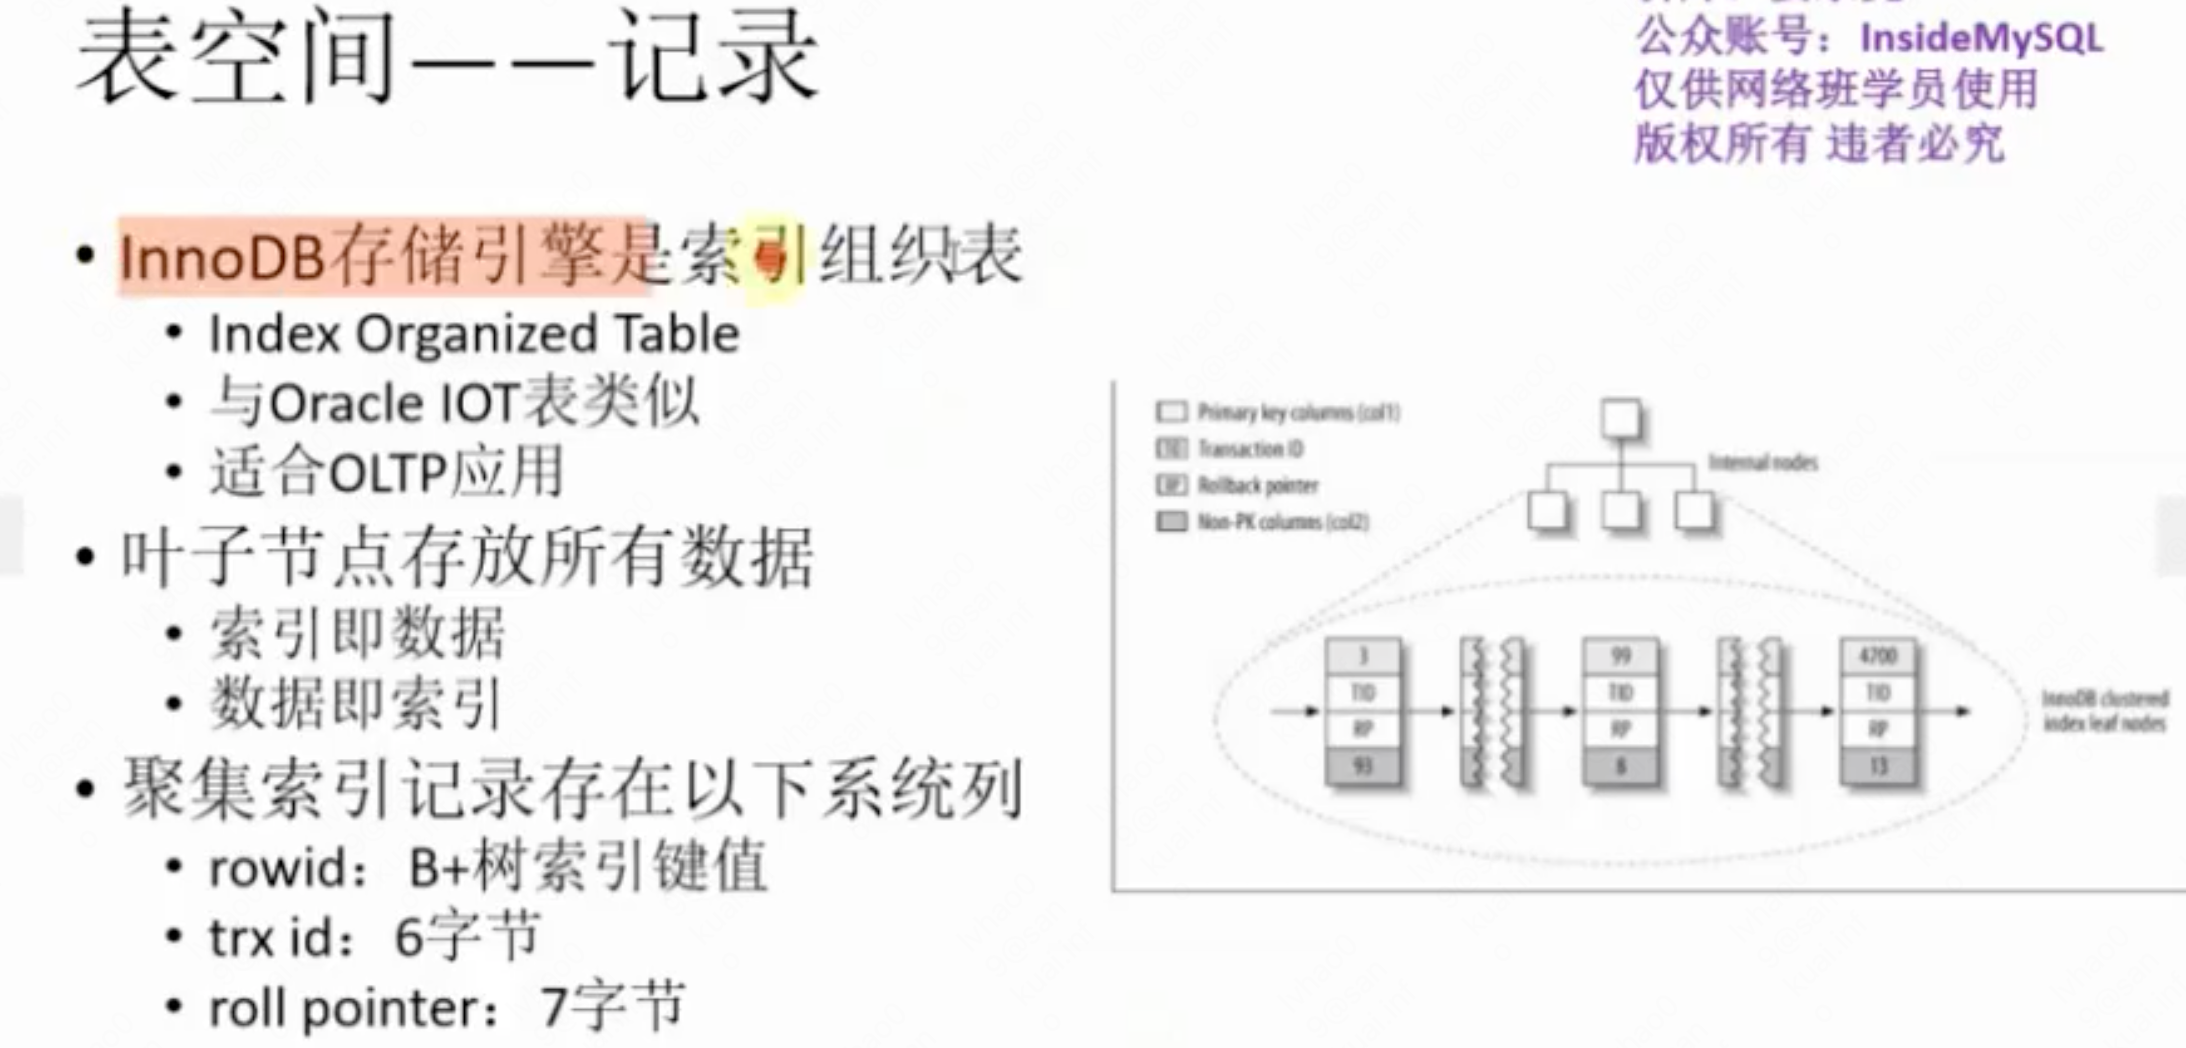 表空间——记录
公众账号：InsideMySQL
仅供网络班学员使用
版权所有 违者必究
• InnoDB存储引擎是索引组织表
• Index Organized Table
• 与Oracle IOT表类似
• 适合OLTP应用
• 叶子节点存放所有数据
• 索引即数据
• 数据即索引
• 聚集索引记录存在以下系统列
• rowid：B+树索引键值
• trx id：6字节
• roll pointer：7字节
Primary key columns (col1)
TID Transaction ID
RP Rollback pointer
Non-PK columns (col2)
Internal nodes
3 99 4700
TID TID TID
RP RP RP
93 8 13
InnoDB clustered
index leaf nodes